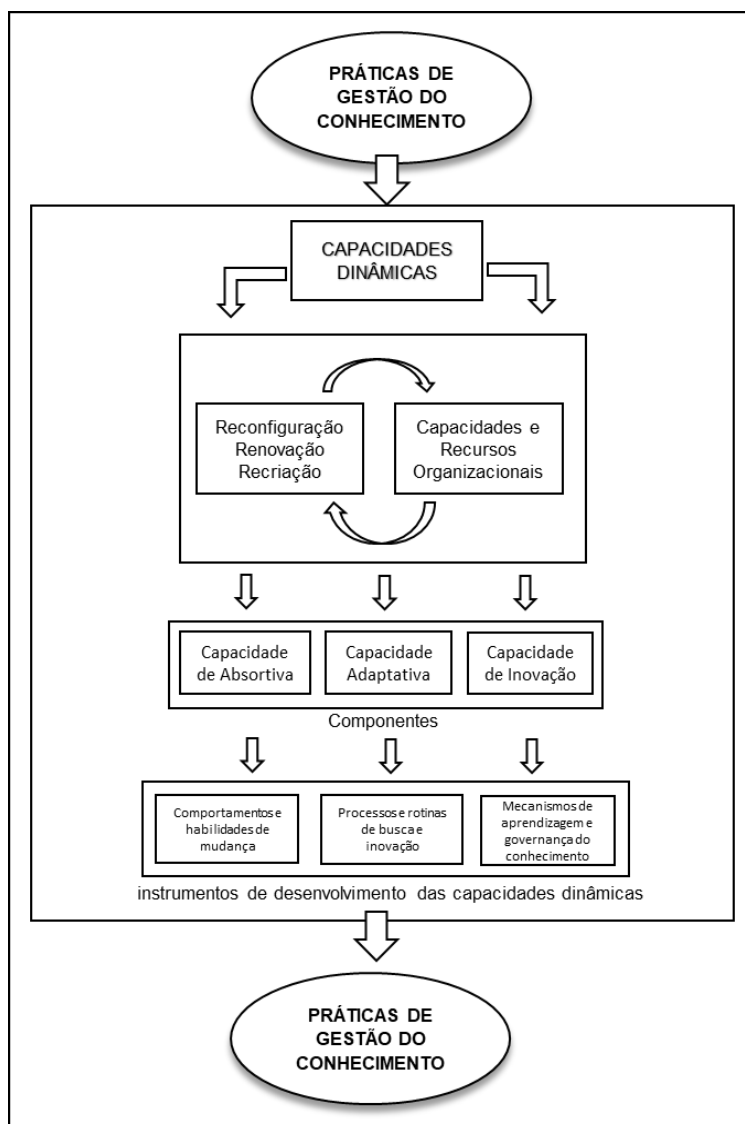 PRÁTICAS DE
GESTÃO DO
CONHECIMENTO
CAPACIDADES
DINÂMICAS
Reconfiguração
Renovação
Recriação
Capacidades e
Recursos
Organizacionais
Capacidade
de Absortiva
Capacidade
Adaptativa
Capacidade
de Inovação
Componentes
Comportamentos e
habilidades de
mudança
Processos e rotinas
de busca e
inovação
Mecanismos de
aprendizagem e
governança do
conhecimento
instrumentos de desenvolvimento das capacidades dinâmicas
PRÁTICAS DE
GESTÃO DO
CONHECIMENTO